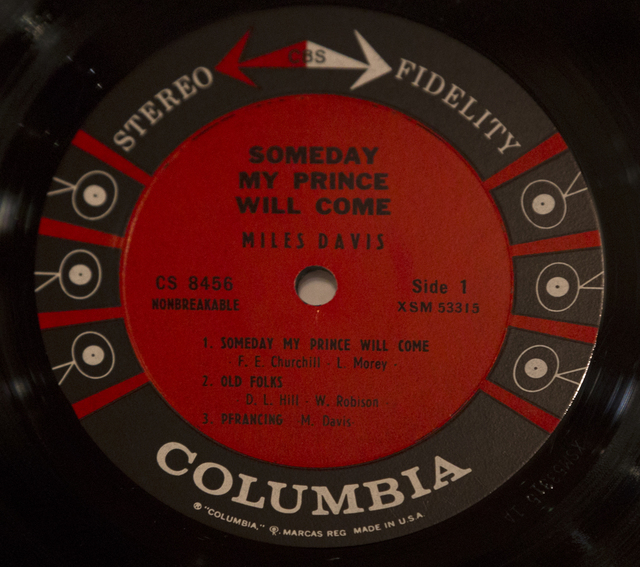 STEREO CBS FIDELITY
SOMEDAY
MY PRINCE
WILL COME
MILES DAVIS
CS 8456
NONBREAKABLE
Side 1
XSM 53315
1. SOMEDAY MY PRINCE WILL COME
- F. E. Churchill - L. Morey -
2. OLD FOLKS
- D. L. Hill - W. Robison -
3. PFRANCING - M. Davis
COLUMBIA
® "COLUMBIA," MARCAS REG. MADE IN U.S.A.